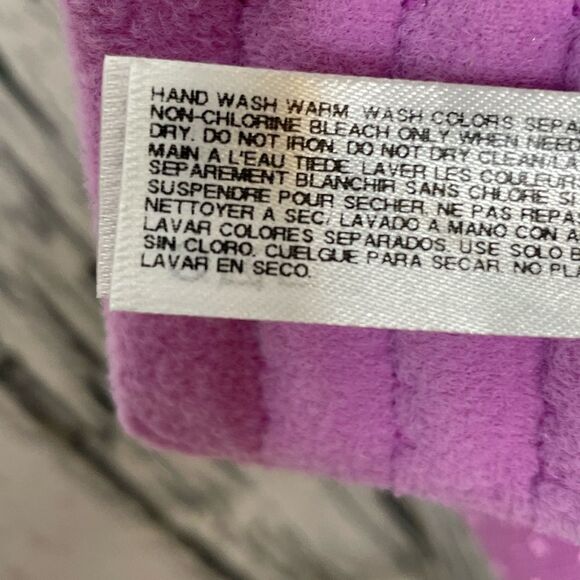 HAND WASH WARM. WASH COLORS SEPA
NON-CHLORINE BLEACH ONLY WHEN NEED
DRY. DO NOT IRON. DO NOT DRY CLEAN/LA
MAIN A L'EAU TIEDE LAVER LES COULEUR
SEPAREMENT BLANCHIR SANS CHLORE SI
SUSPENDRE POUR SECHER. NE PAS REPA
NETTOYER A SEC/ LAVADO A MANO CON A
LAVAR COLORES SEPARADOS. USE SOLO B
SIN CLORO. CUELGUE PARA SECAR. NO PLA
LAVAR EN SECO.